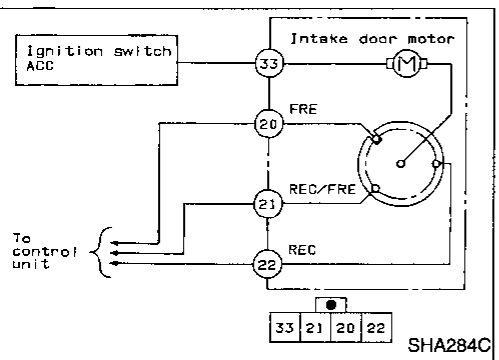 Ignition switch
ACC
Intake door motor
33
M
FRE
20
REC/FRE
21
REC
22
To
control
unit
33 21 20 22
SHA284C